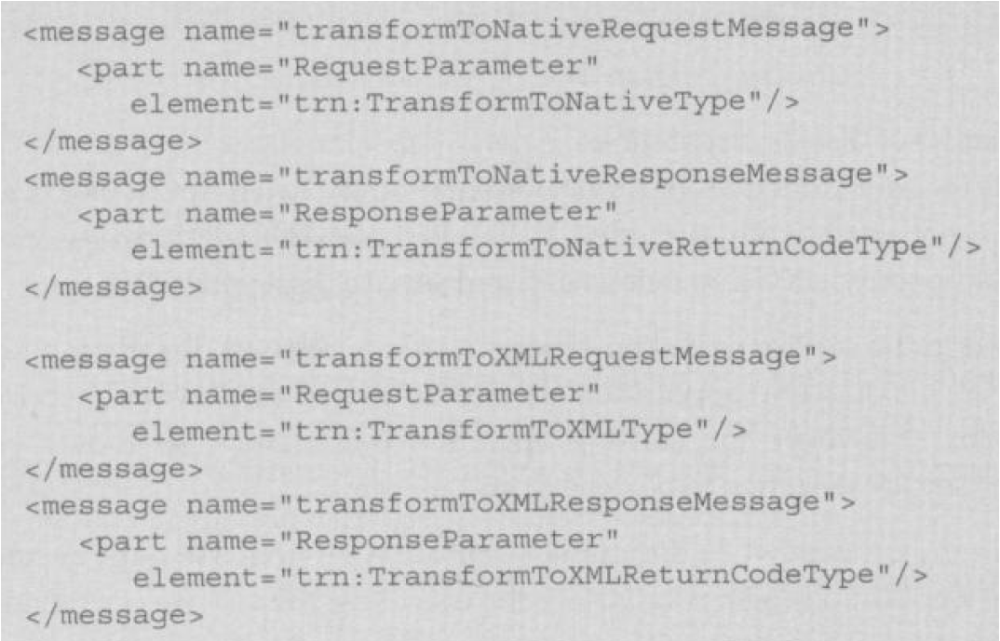 <message name="transformToNativeRequestMessage">
<part name="RequestParameter"
element="trn:TransformToNativeType"/>
</message>
<message name="transformToNativeResponseMessage">
<part name="ResponseParameter"
element="trn:TransformToNativeReturnCodeType"/>
</message>
<message name="transformToXMLRequestMessage">
<part name="RequestParameter"
element="trn:TransformToXMLType"/>
</message>
<message name="transformToXMLResponseMessage">
<part name="ResponseParameter"
element="trn:TransformToXMLReturnCodeType"/>
</message>